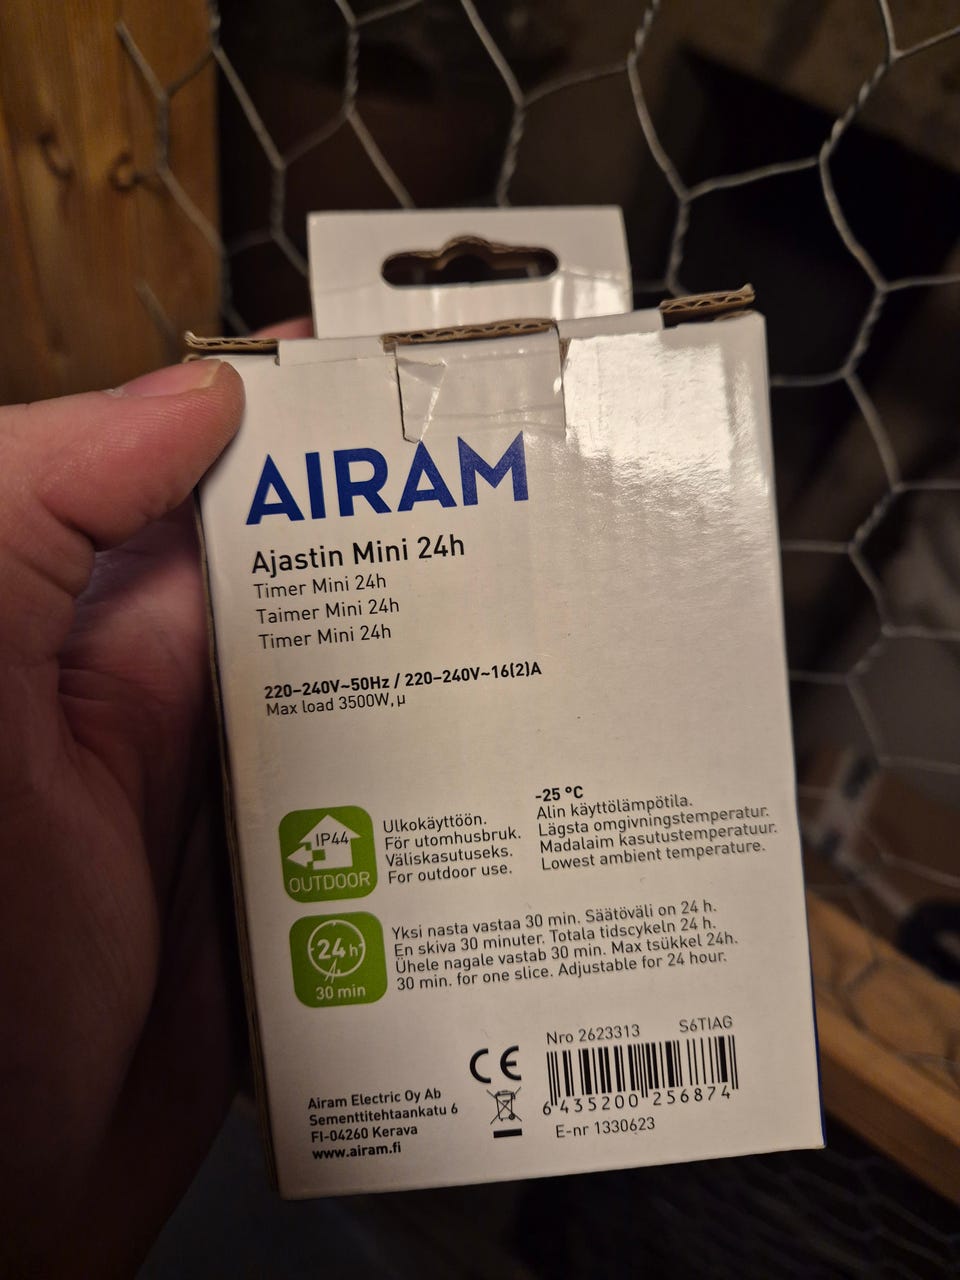 AIRAM
Ajastin Mini 24h
Timer Mini 24h
Taimer Mini 24h
Timer Mini 24h
220–240V~50Hz / 220–240V~16(2)A
Max load 3500W, µ
IP44
OUTDOOR
Ulkokäyttöön.
För utomhusbruk.
Väliskasutuseks.
For outdoor use.
-25 °C
Alin käyttölämpötila.
Lägsta omgivningstemperatur.
Madalaim kasutustemperatuur.
Lowest ambient temperature.
24h
30 min
Yksi nasta vastaa 30 min. Säätöväli on 24 h.
En skiva 30 minuter. Totala tidscykeln 24 h.
Ühele nagale vastab 30 min. Max tsükkel 24h.
30 min. for one slice. Adjustable for 24 hour.
Airam Electric Oy Ab
Sementtitehtaankatu 6
FI-04260 Kerava
www.airam.fi
CE
Nro 2623313 S6TIAG
6 435200 256874
E-nr 1330623